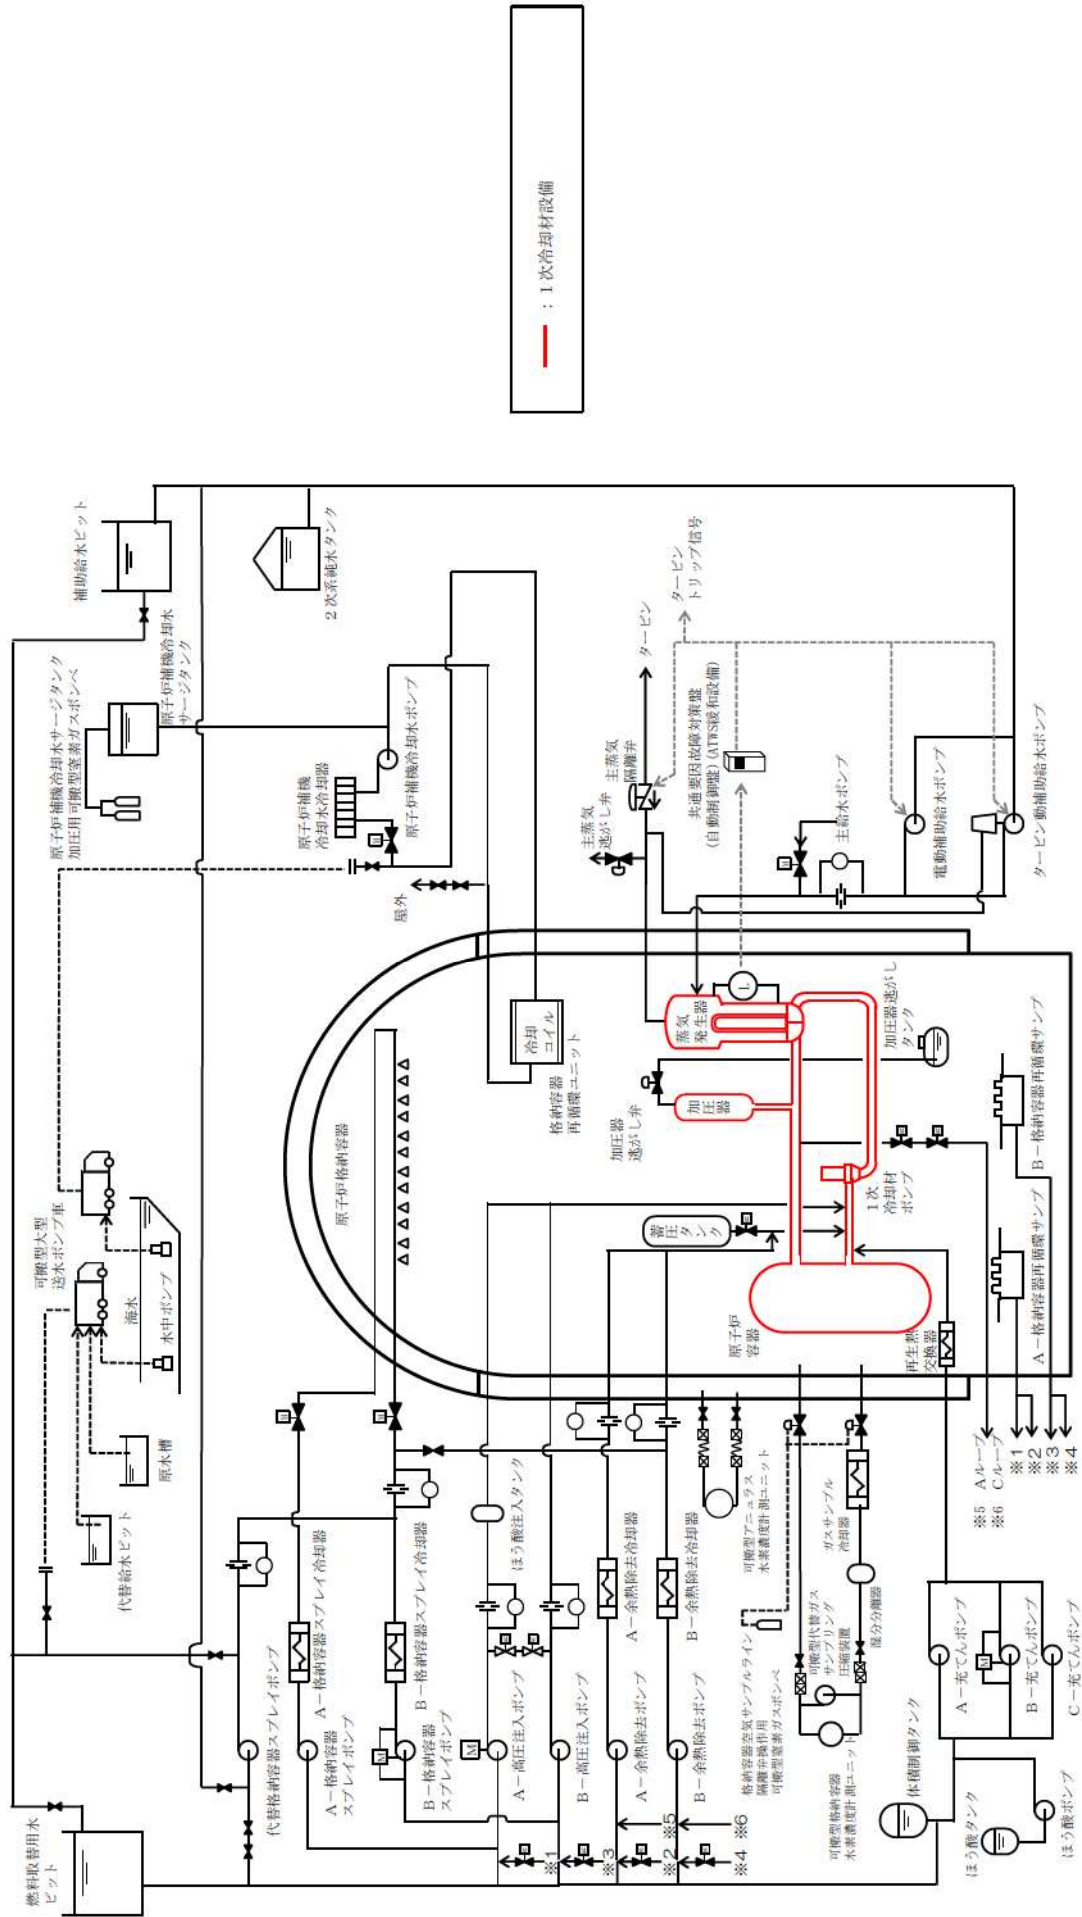 燃料取替用水
ピット
代替格納容器スプレイポンプ
A－格納容器
スプレイポンプ
A－格納容器スプレイ冷却器
B－格納容器
スプレイポンプ
B－格納容器スプレイ冷却器
M
A－高圧注入ポンプ
ほう酸注入タンク
B－高圧注入ポンプ
※1
※3
A－余熱除去ポンプ
A－余熱除去冷却器
※2
※5
B－余熱除去ポンプ
B－余熱除去冷却器
※4
※6
代替給水ピット
原水槽
可搬型大型
送水ポンプ車
海水
水中ポンプ
補助給水ピット
原子炉補機冷却水サージタンク
加圧用可搬型窒素ガスボンベ
原子炉補機冷却水
サージタンク
2次系純水タンク
原子炉補機
冷却水冷却器
原子炉補機冷却水ポンプ
屋外
原子炉格納容器
冷却
コイル
格納容器
再循環ユニット
加圧器
逃がし弁
加圧器
蒸気
発生器
L
蓄圧
タンク
原子炉
容器
1次
冷却材
ポンプ
加圧器逃がし
タンク
再生熱
交換器
A－格納容器再循環サンプ
B－格納容器再循環サンプ
主蒸気
逃がし弁
主蒸気
隔離弁
タービン
タービン
トリップ信号
共通要因故障対策盤
(自動制御盤)(ATWS緩和設備)
主給水ポンプ
電動補助給水ポンプ
タービン動補助給水ポンプ
可搬型アニュラス
水素濃度計測ユニット
格納容器空気サンプルライン
隔離弁操作用
可搬型窒素ガスボンベ
可搬型代替ガス
サンプリング
圧縮装置
ガスサンプル
冷却器
湿分分離器
可搬型格納容器
水素濃度計測ユニット
※5 Aループ
※6 Cループ
※1
※2
※3
※4
体積制御タンク
ほう酸タンク
ほう酸ポンプ
A－充てんポンプ
M
B－充てんポンプ
C－充てんポンプ
：1次冷却材設備